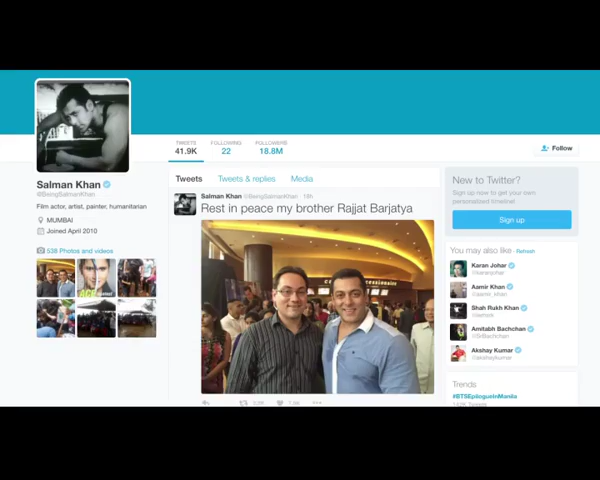 TWEETS
41.9K
FOLLOWING
22
FOLLOWERS
18.8M
Follow
Salman Khan
@BeingSalmanKhan
Film actor, artist, painter, humanitarian
MUMBAI
Joined April 2010
538 Photos and videos
Tweets Tweets & replies Media
Salman Khan @BeingSalmanKhan · 18h
Rest in peace my brother Rajjat Barjatya
New to Twitter?
Sign up now to get your own
personalized timeline!
Sign up
You may also like · Refresh
Karan Johar
@karanjohar
Aamir Khan
@aamir_khan
Shah Rukh Khan
@iamsrk
Amitabh Bachchan
@SrBachchan
Akshay Kumar
@akshaykumar
Trends
#BTSEpilogueInManila